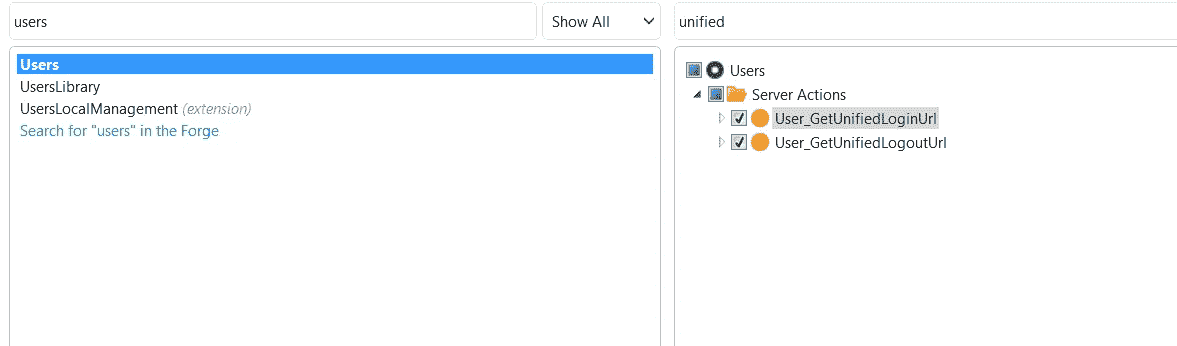 users
Show All
unified
Users
UsersLibrary
UsersLocalManagement (extension)
Search for "users" in the Forge
Users
Server Actions
User_GetUnifiedLoginUrl
User_GetUnifiedLogoutUrl